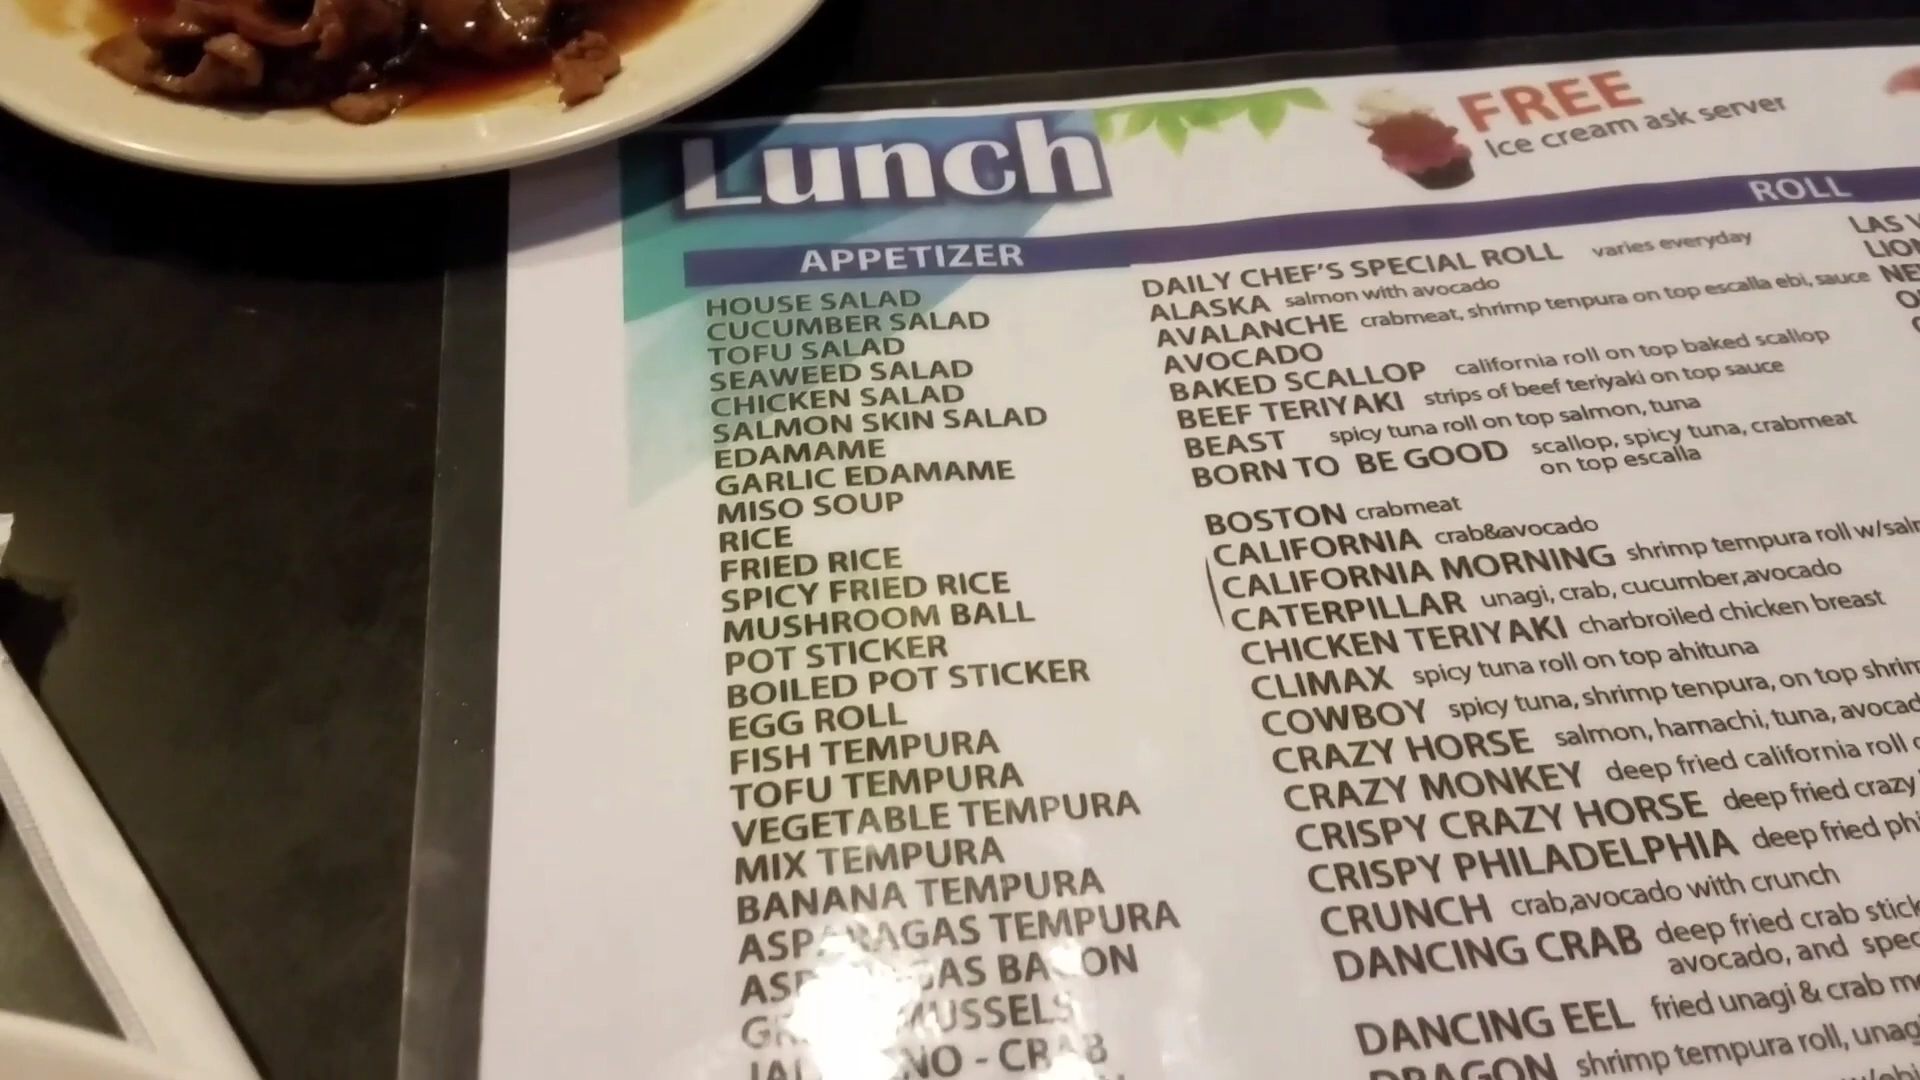 Lunch
FREE
Ice cream ask server
APPETIZER
HOUSE SALAD
CUCUMBER SALAD
TOFU SALAD
SEAWEED SALAD
CHICKEN SALAD
SALMON SKIN SALAD
EDAMAME
GARLIC EDAMAME
MISO SOUP
RICE
FRIED RICE
SPICY FRIED RICE
MUSHROOM BALL
POT STICKER
BOILED POT STICKER
EGG ROLL
FISH TEMPURA
TOFU TEMPURA
VEGETABLE TEMPURA
MIX TEMPURA
BANANA TEMPURA
ASPARAGAS TEMPURA
ASPARAGAS BACON
MUSSELS
- CRAB
ROLL
DAILY CHEF'S SPECIAL ROLL varies everyday
ALASKA salmon with avocado
AVALANCHE crabmeat, shrimp tenpura on top escalla ebi, sauce
AVOCADO
BAKED SCALLOP california roll on top baked scallop
BEEF TERIYAKI strips of beef teriyaki on top sauce
BEAST spicy tuna roll on top salmon, tuna
BORN TO BE GOOD scallop, spicy tuna, crabmeat
on top escalla
BOSTON crabmeat
CALIFORNIA crab&avocado
CALIFORNIA MORNING shrimp tempura roll
CATERPILLAR unagi, crab, cucumber,avocado
CHICKEN TERIYAKI charbroiled chicken breast
CLIMAX spicy tuna roll on top ahituna
COWBOY spicy tuna, shrimp tenpura, on top
CRAZY HORSE salmon, hamachi, tuna,
CRAZY MONKEY deep fried california roll
CRISPY CRAZY HORSE deep fried crazy
CRISPY PHILADELPHIA deep fried
CRUNCH crab,avocado with crunch
DANCING CRAB deep fried crab
avocado, and
DANCING EEL fried unagi & crab
DRAGON shrimp tempura roll,
LAS